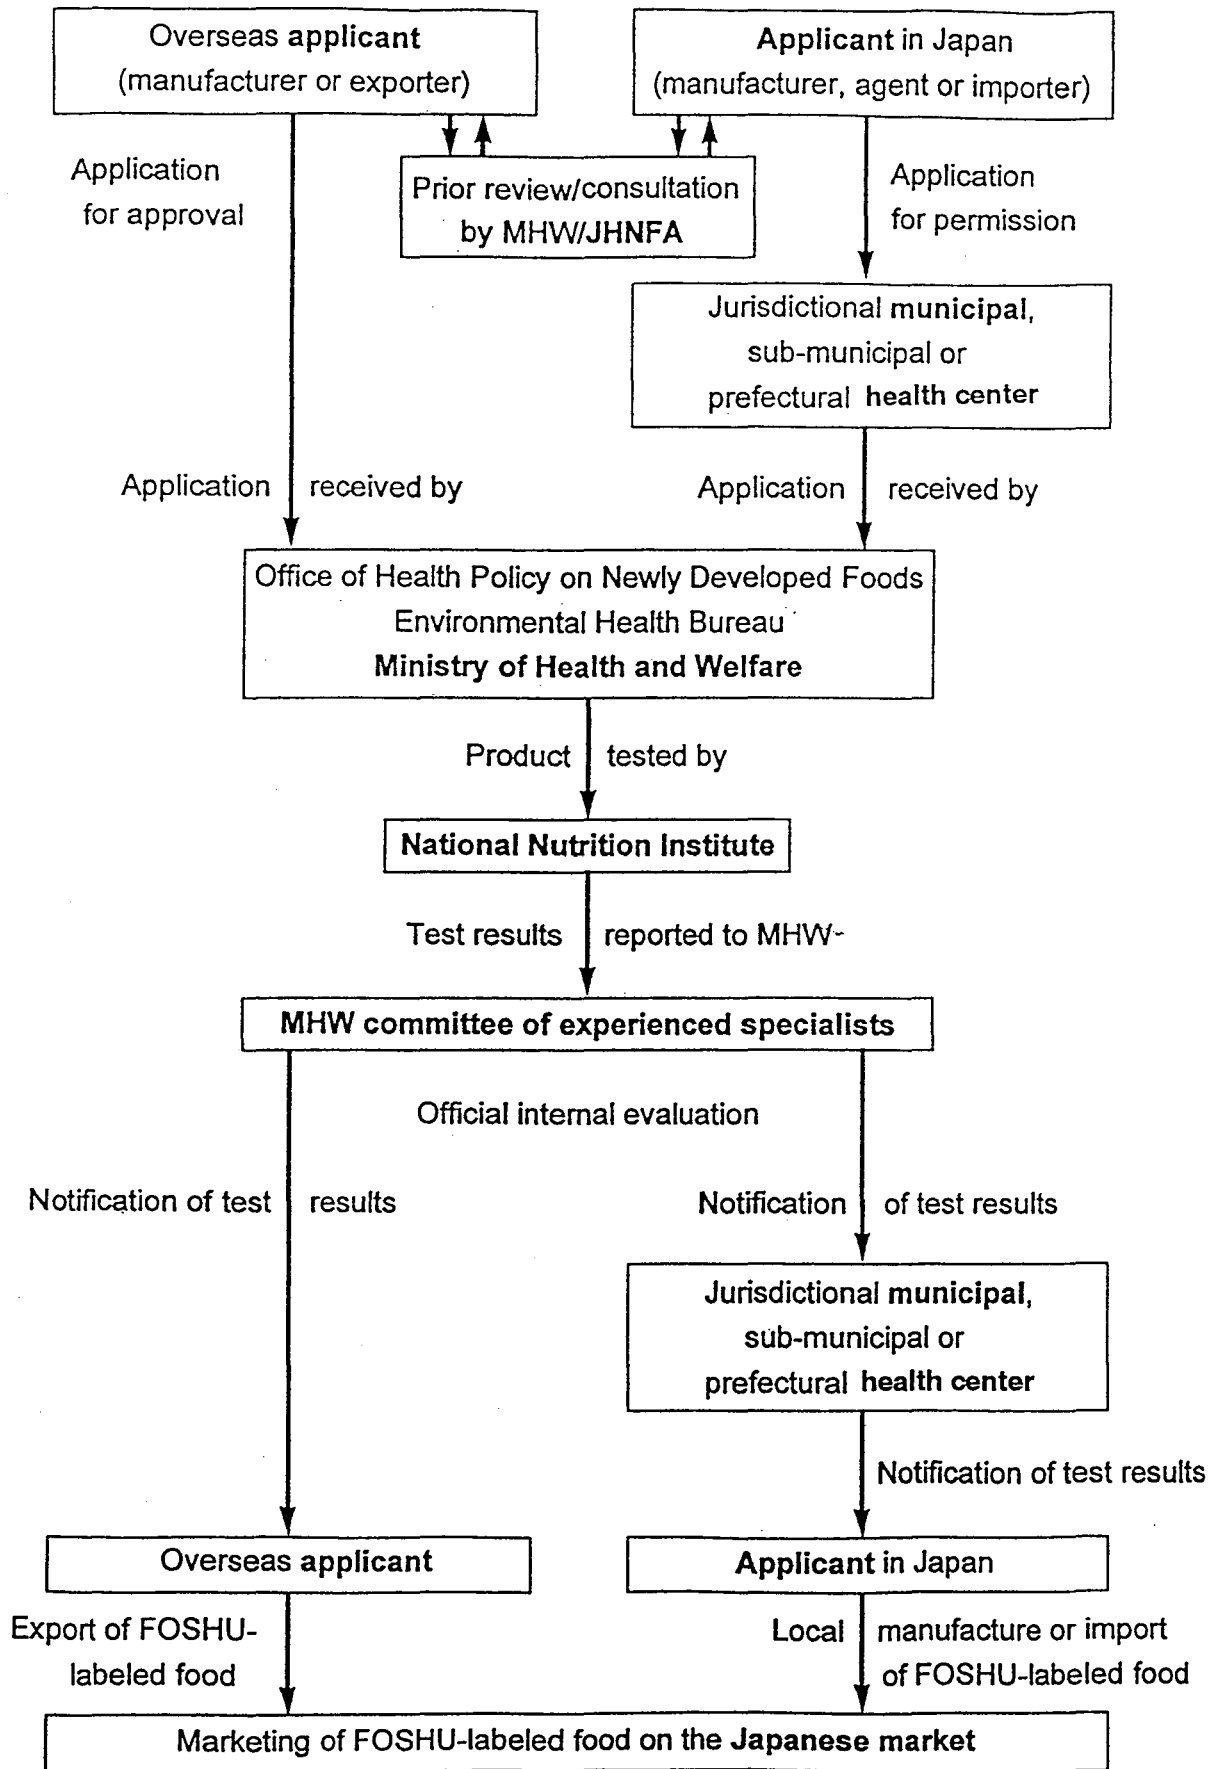 Overseas applicant
(manufacturer or exporter)
Applicant in Japan
(manufacturer, agent or importer)
Application
for approval
Prior review/consultation
by MHW/JHNFA
Application
for permission
Jurisdictional municipal,
sub-municipal or
prefectural health center
Application received by
Application received by
Office of Health Policy on Newly Developed Foods
Environmental Health Bureau
Ministry of Health and Welfare
Product tested by
National Nutrition Institute
Test results reported to MHW
MHW committee of experienced specialists
Official internal evaluation
Notification of test results
Notification of test results
Jurisdictional municipal,
sub-municipal or
prefectural health center
Notification of test results
Overseas applicant
Applicant in Japan
Export of FOSHU-
labeled food
Local manufacture or import
of FOSHU-labeled food
Marketing of FOSHU-labeled food on the Japanese market